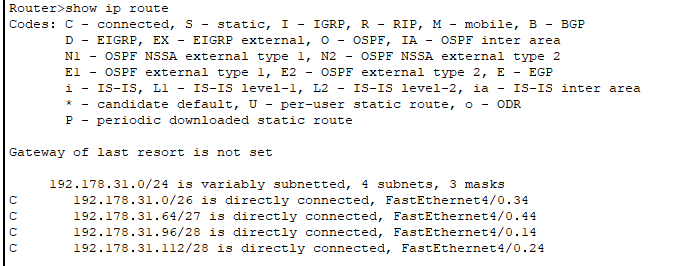 Router>show ip route
Codes: C - connected, S - static, I - IGRP, R - RIP, M - mobile, B - BGP
D - EIGRP, EX - EIGRP external, O - OSPF, IA - OSPF inter area
N1 - OSPF NSSA external type 1, N2 - OSPF NSSA external type 2
E1 - OSPF external type 1, E2 - OSPF external type 2, E - EGP
i - IS-IS, L1 - IS-IS level-1, L2 - IS-IS level-2, ia - IS-IS inter area
* - candidate default, U - per-user static route, o - ODR
P - periodic downloaded static route
Gateway of last resort is not set
192.178.31.0/24 is variably subnetted, 4 subnets, 3 masks
C 192.178.31.0/26 is directly connected, FastEthernet4/0.34
C 192.178.31.64/27 is directly connected, FastEthernet4/0.44
C 192.178.31.96/28 is directly connected, FastEthernet4/0.14
C 192.178.31.112/28 is directly connected, FastEthernet4/0.24